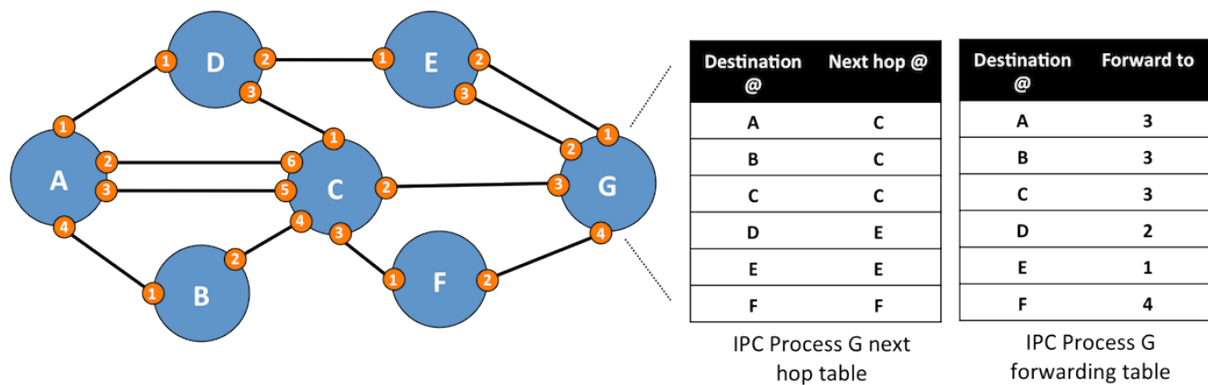 D
1
2
3
E
1
2
3
A
1
2
3
4
C
1
6
5
2
4
3
G
1
2
3
4
B
1
2
F
1
2
Destination @ Next hop @
A C
B C
C C
D E
E E
F F
IPC Process G next
hop table
Destination @ Forward to
A 3
B 3
C 3
D 2
E 1
F 4
IPC Process G
forwarding table